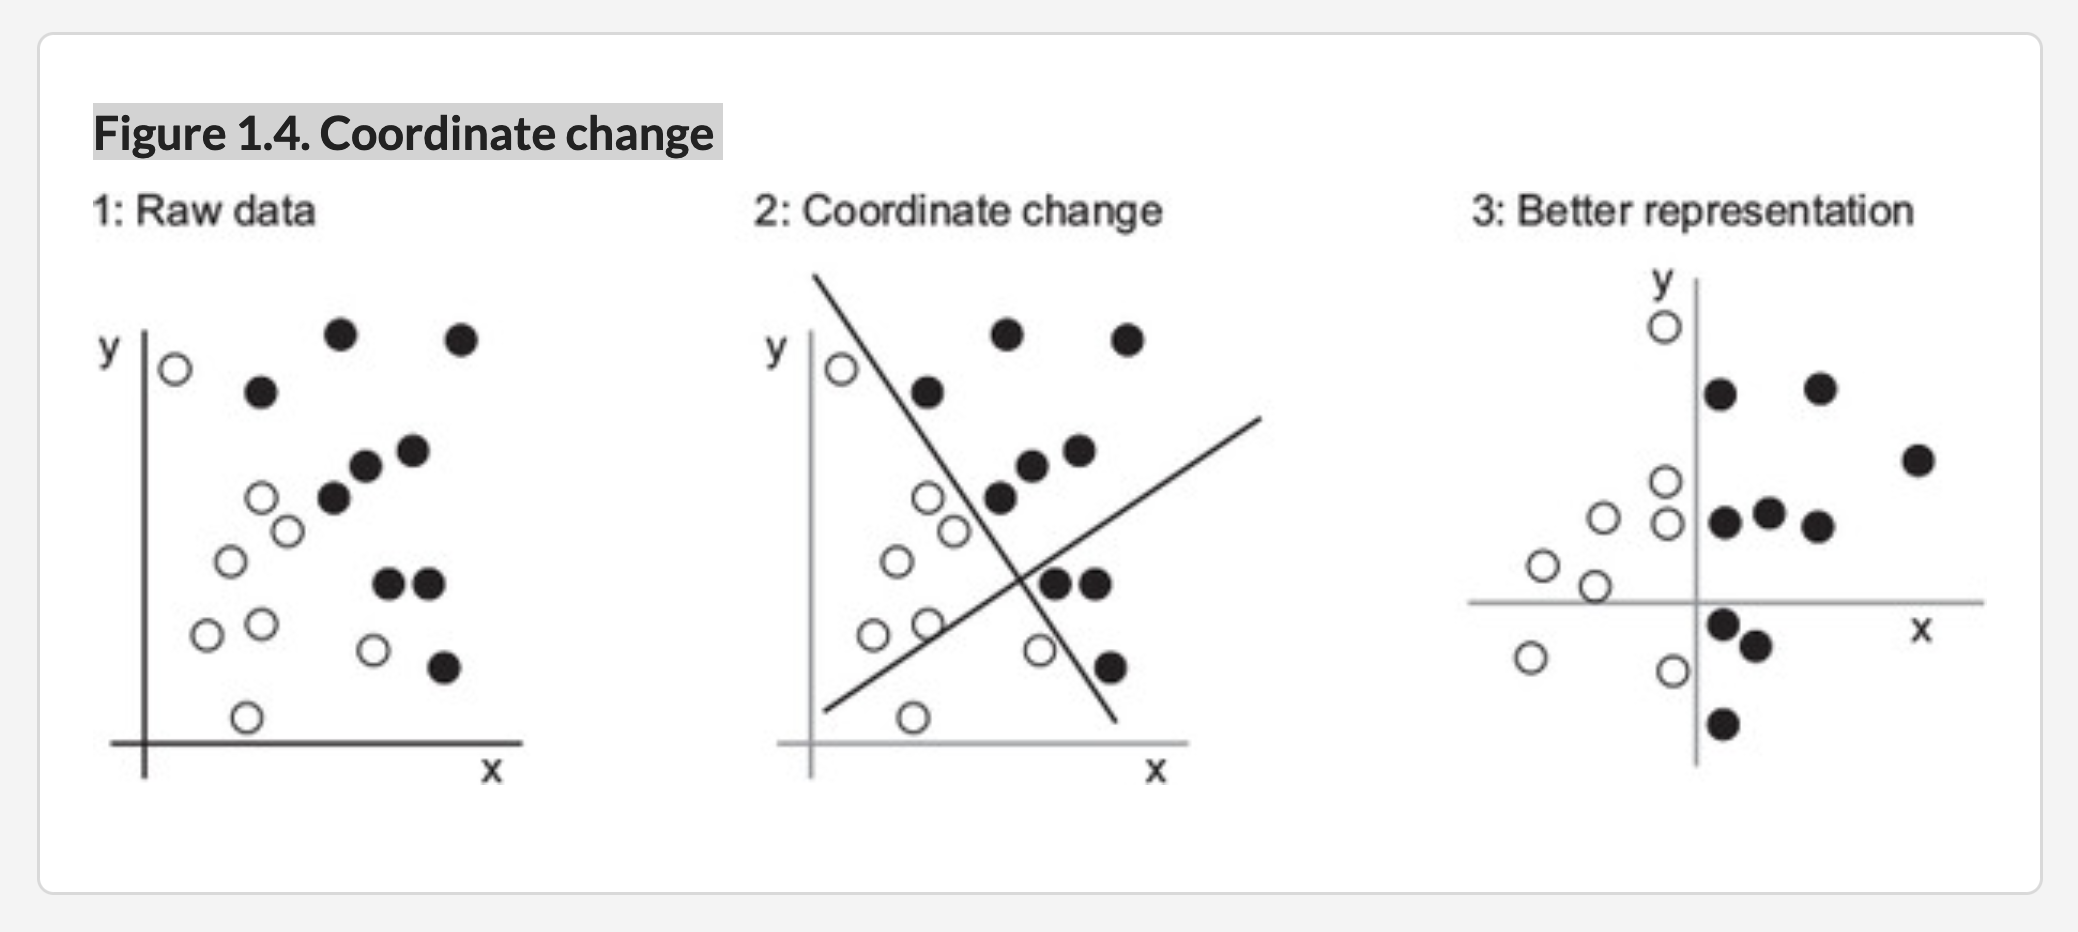 Figure 1.4. Coordinate change
1: Raw data
2: Coordinate change
3: Better representation
y
x
y
x
y
x